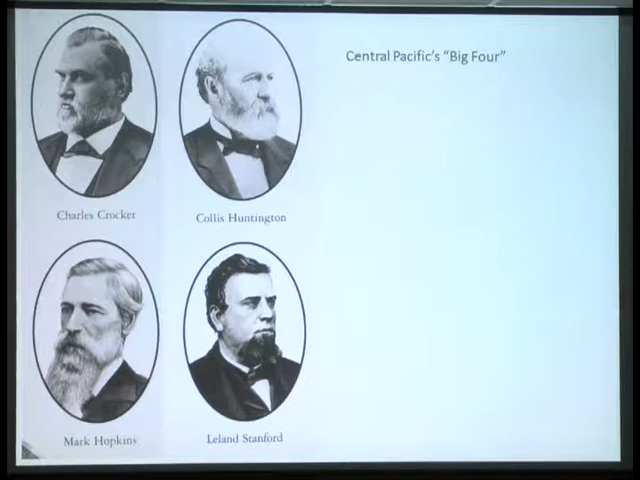 Central Pacific's "Big Four"
Charles Crocker
Collis Huntington
Mark Hopkins
Leland Stanford